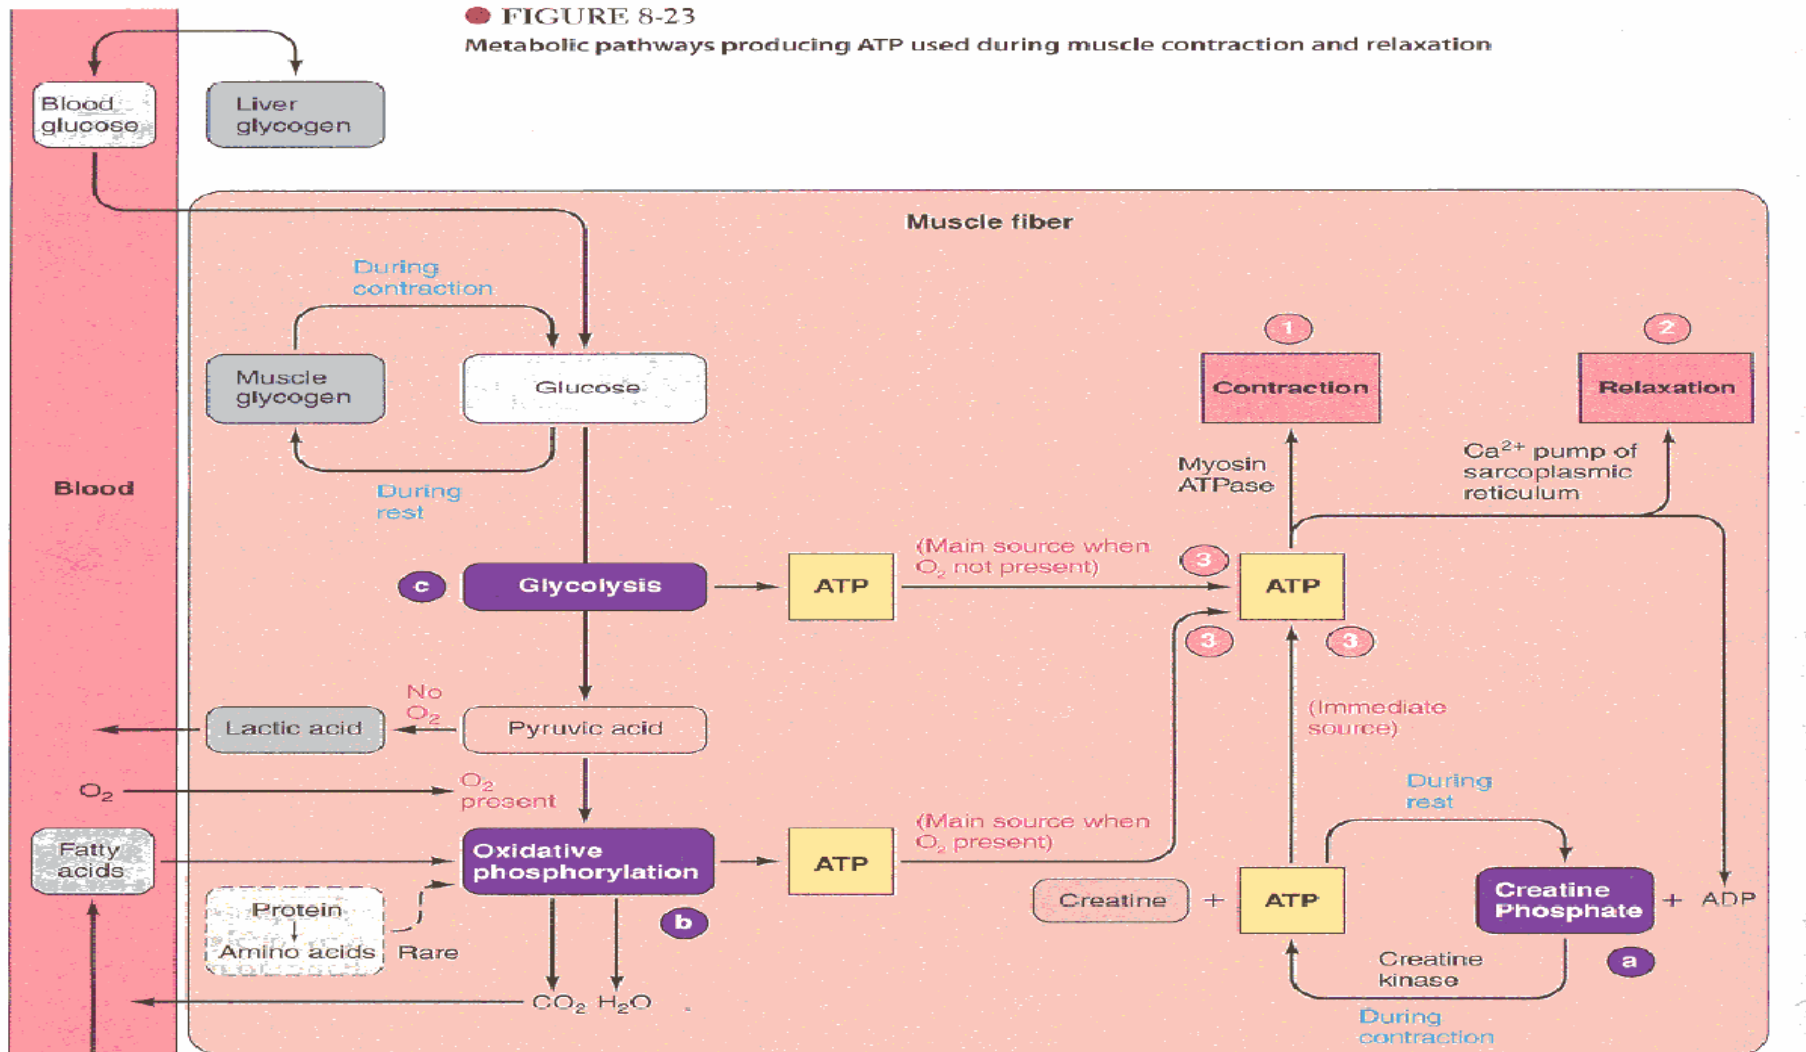 FIGURE 8-23
Metabolic pathways producing ATP used during muscle contraction and relaxation
Blood
glucose
Liver
glycogen
Muscle fiber
During
contraction
Muscle
glycogen
Glucose
During
rest
Blood
1
Contraction
2
Relaxation
Myosin
ATPase
Ca2+ pump of
sarcoplasmic
reticulum
c
Glycolysis
ATP
(Main source when
O2 not present)
3
ATP
3
3
No
O2
Lactic acid
Pyruvic acid
(Immediate
source)
O2
O2
present
During
rest
Fatty
acids
Oxidative
phosphorylation
ATP
(Main source when
O2 present)
Creatine
+
ATP
Creatine
Phosphate
+ ADP
Protein
Amino acids
Rare
b
a
Creatine
kinase
CO2 H2O
During
contraction